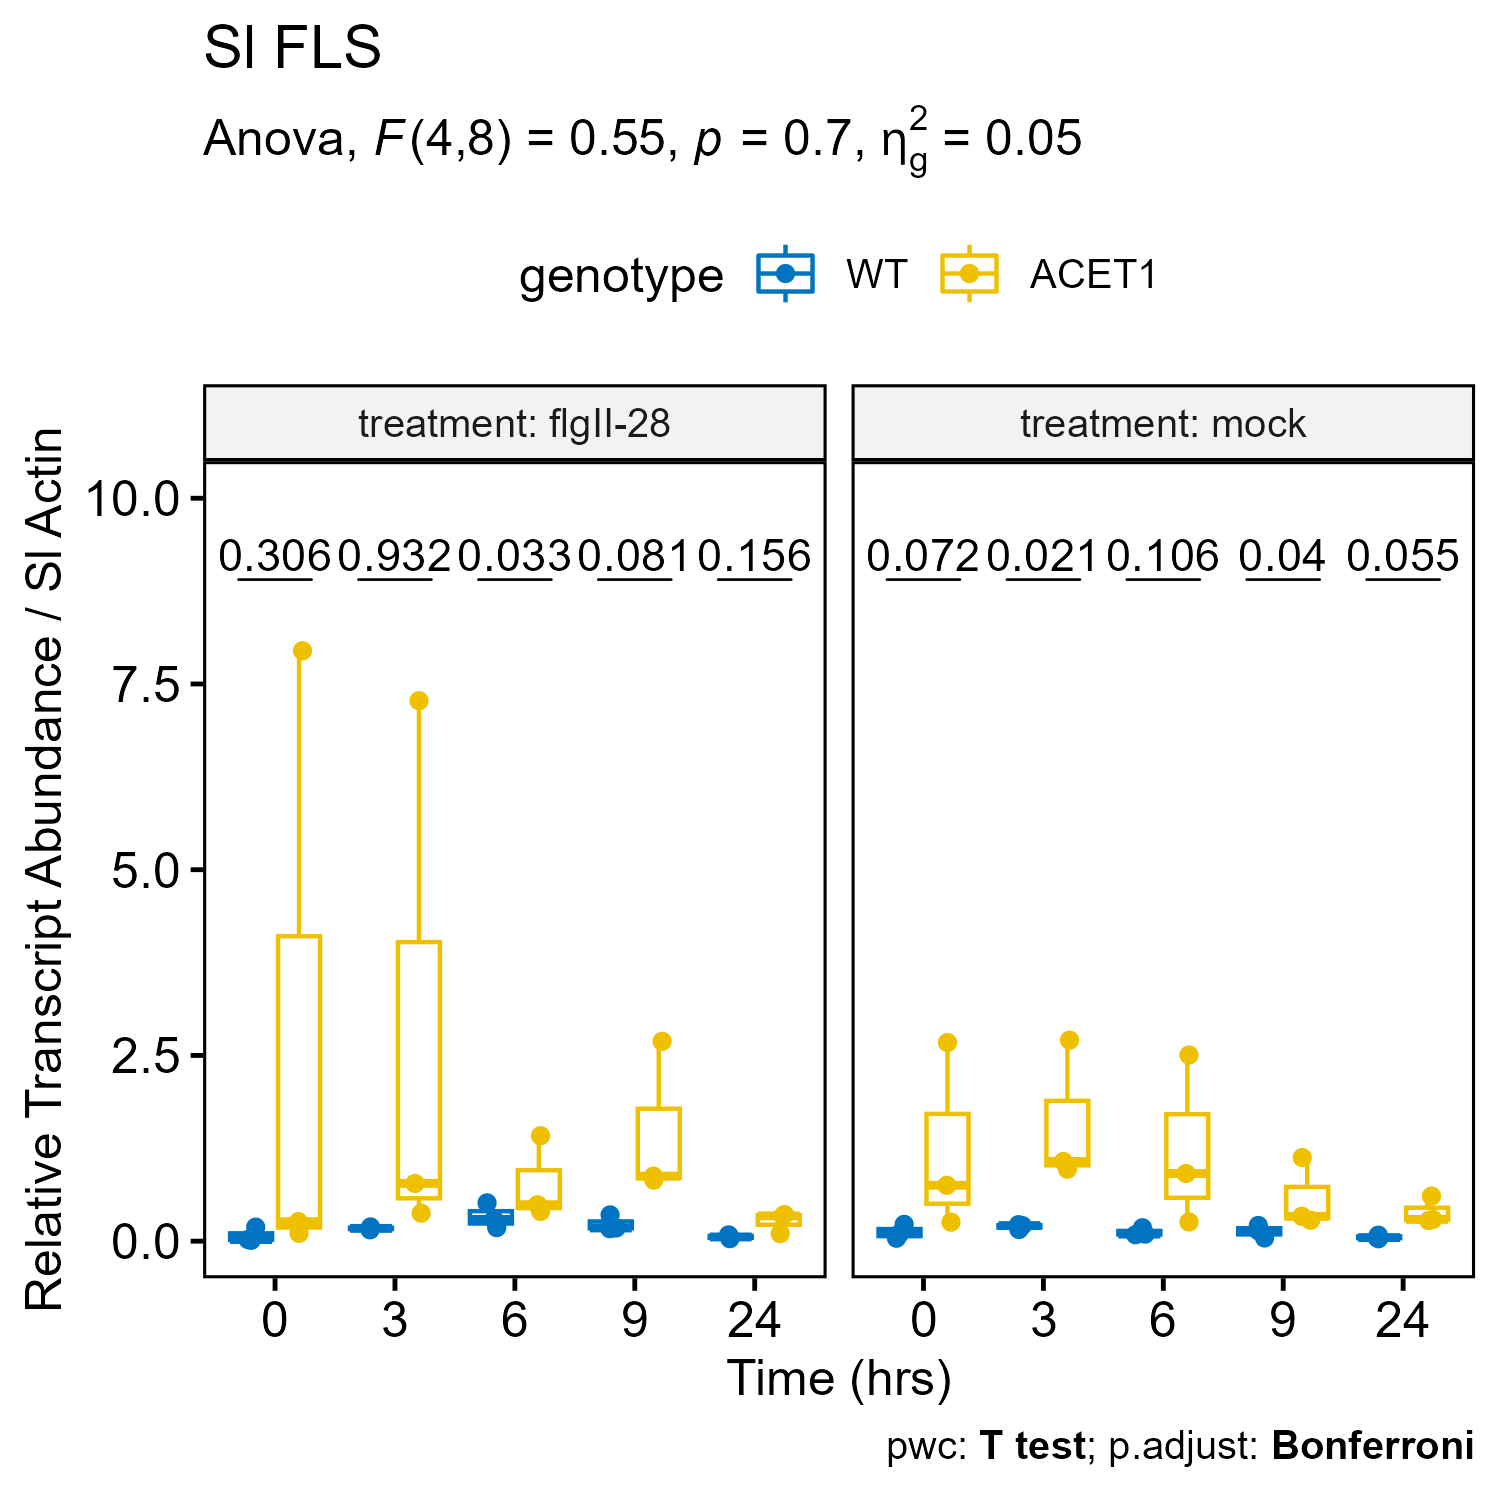 Sl FLS
Anova, F(4,8) = 0.55, p = 0.7, η²g = 0.05
genotype WT ACET1
treatment: flgII-28 treatment: mock
Relative Transcript Abundance / Sl Actin
10.0
7.5
5.0
2.5
0.0
0.306 0.932 0.033 0.081 0.156
0.072 0.021 0.106 0.04 0.055
0 3 6 9 24 0 3 6 9 24
Time (hrs)
pwc: T test; p.adjust: Bonferroni